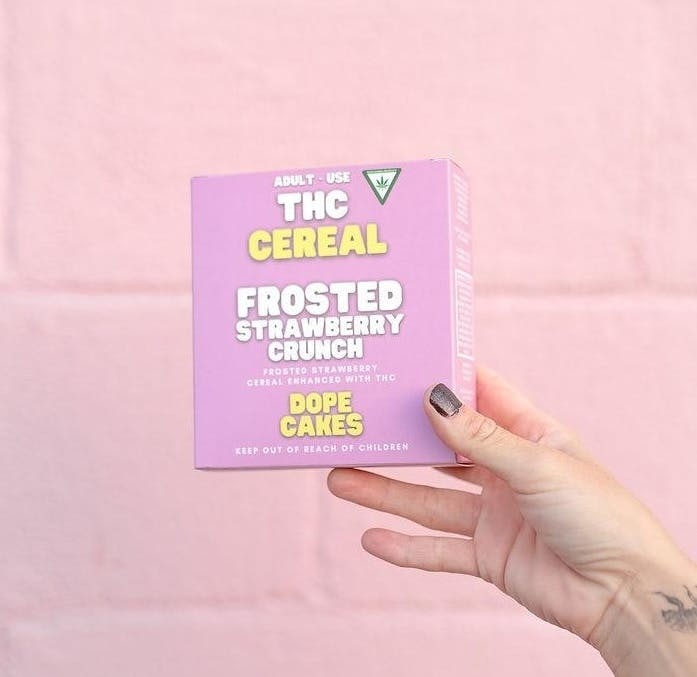 ADULT - USE
THC
CEREAL
FROSTED
STRAWBERRY
CRUNCH
FROSTED STRAWBERRY
CEREAL ENHANCED WITH THC
DOPE
CAKES
KEEP OUT OF REACH OF CHILDREN